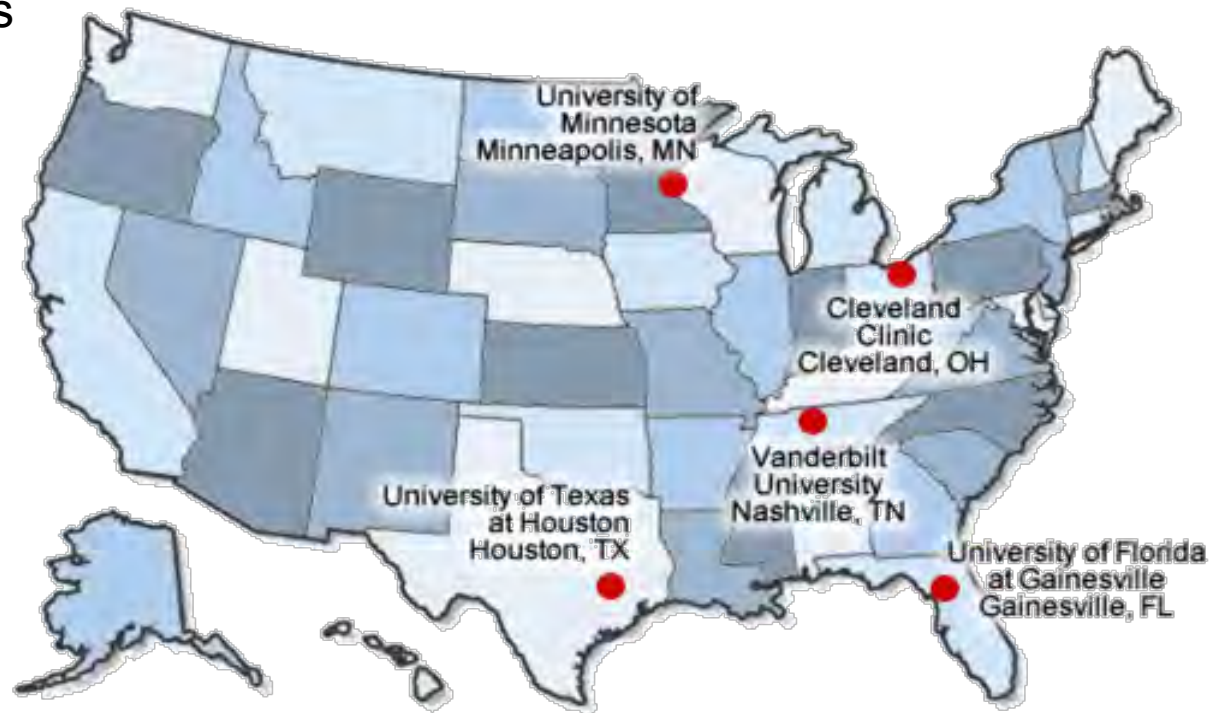 s
University of
Minnesota
Minneapolis, MN
Cleveland
Clinic
Cleveland, OH
Vanderbilt
University
Nashville, TN
University of Texas
at Houston
Houston, TX
University of Florida
at Gainesville
Gainesville, FL